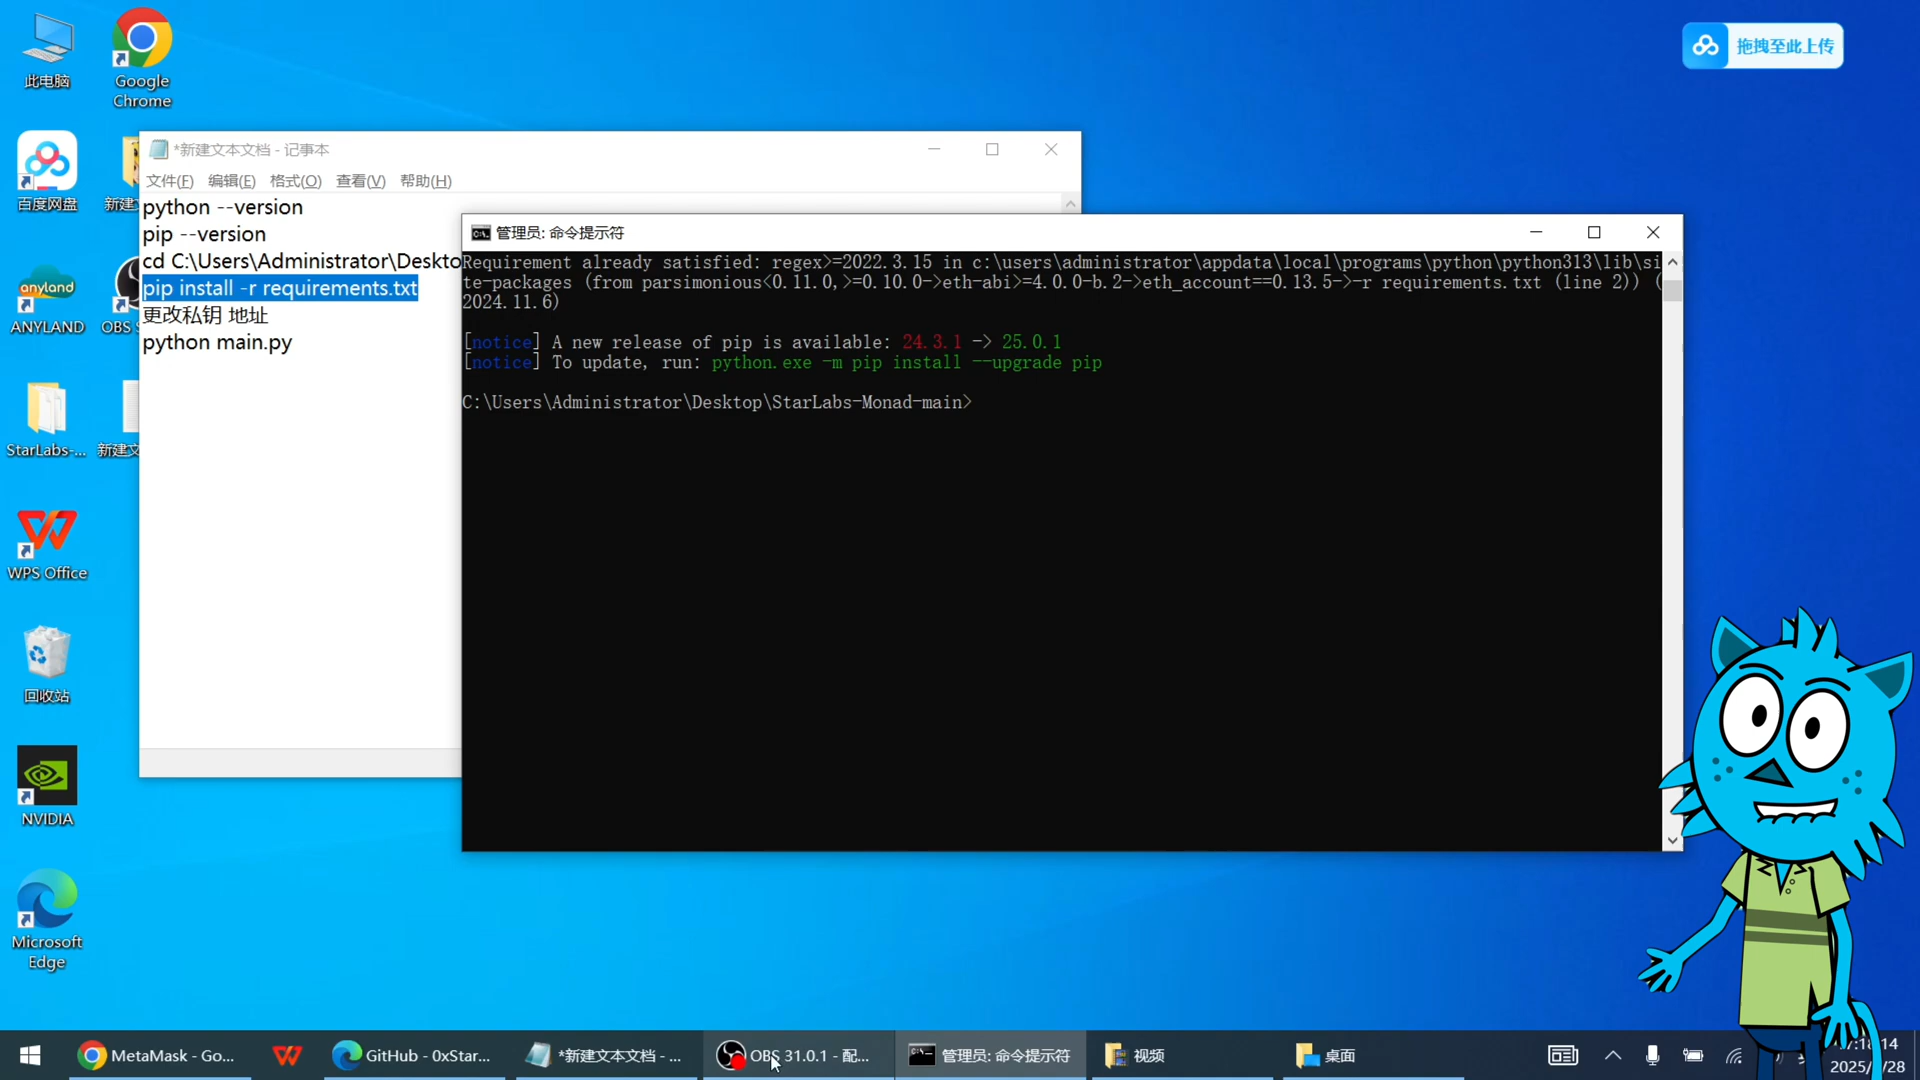 拖拽至此上传
此电脑
Google Chrome
百度网盘
新建
anyland
ANYLAND
OBS S
StarLabs-...
新建文
WPS Office
回收站
NVIDIA
Microsoft Edge
*新建文本文档 - 记事本
文件(F) 编辑(E) 格式(O) 查看(V) 帮助(H)
python --version
pip --version
cd C:\Users\Administrator\Deskto
pip install -r requirements.txt
更改私钥 地址
python main.py
管理员: 命令提示符
Requirement already satisfied: regex>=2022.3.15 in c:\users\administrator\appdata\local\programs\python\python313\lib\si
te-packages (from parsimonious<0.11.0,>=0.10.0->eth-abi>=4.0.0-b.2->eth_account==0.13.5->-r requirements.txt (line 2)) (
2024.11.6)
[notice] A new release of pip is available: 24.3.1 -> 25.0.1
[notice] To update, run: python.exe -m pip install --upgrade pip
C:\Users\Administrator\Desktop\StarLabs-Monad-main>
MetaMask - Go...
GitHub - 0xStar...
*新建文本文档 - ...
OBS 31.0.1 - 配...
管理员: 命令提示符
视频
桌面